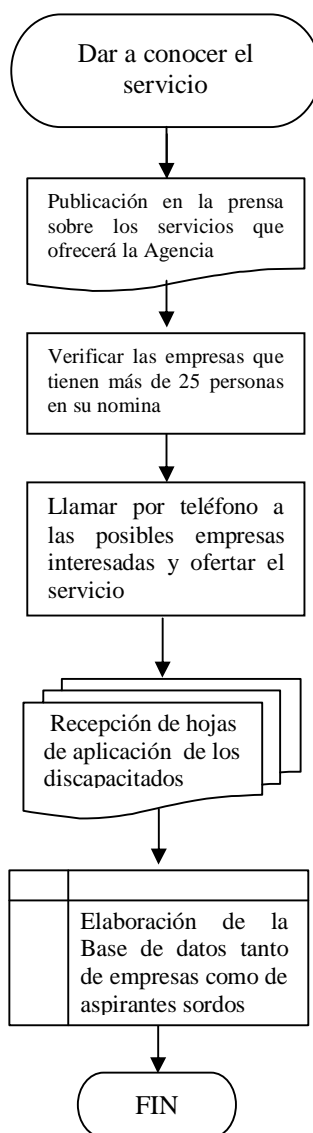 Dar a conocer el
servicio
Publicación en la prensa
sobre los servicios que
ofrecerá la Agencia
Verificar las empresas que
tienen más de 25 personas
en su nomina
Llamar por teléfono a
las posibles empresas
interesadas y ofertar el
servicio
Recepción de hojas
de aplicación de los
discapacitados
Elaboración de la
Base de datos tanto
de empresas como de
aspirantes sordos
FIN